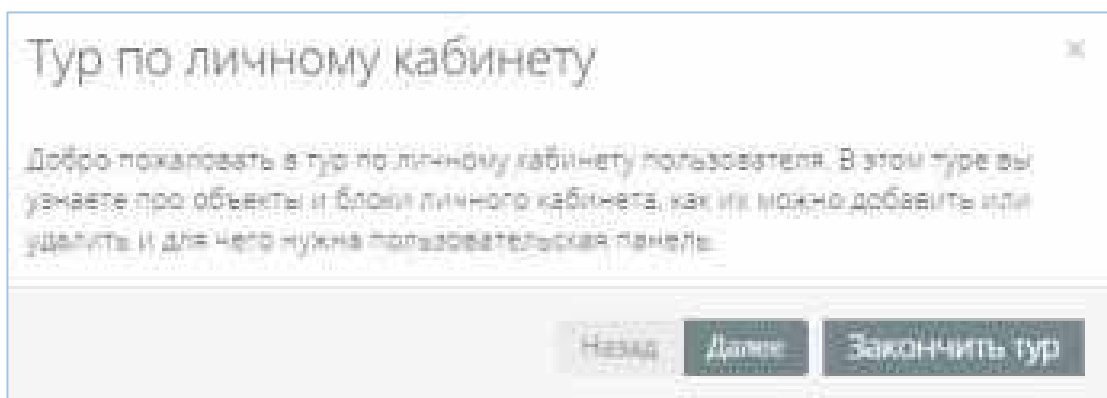 Тур по личному кабинету
Добро пожаловать в тур по личному кабинету пользователя. В этом туре вы
узнаете про объекты и блоки личного кабинета, как их можно добавить или
удалить и для чего нужна пользовательская панель.
Назад Далее Закончить тур